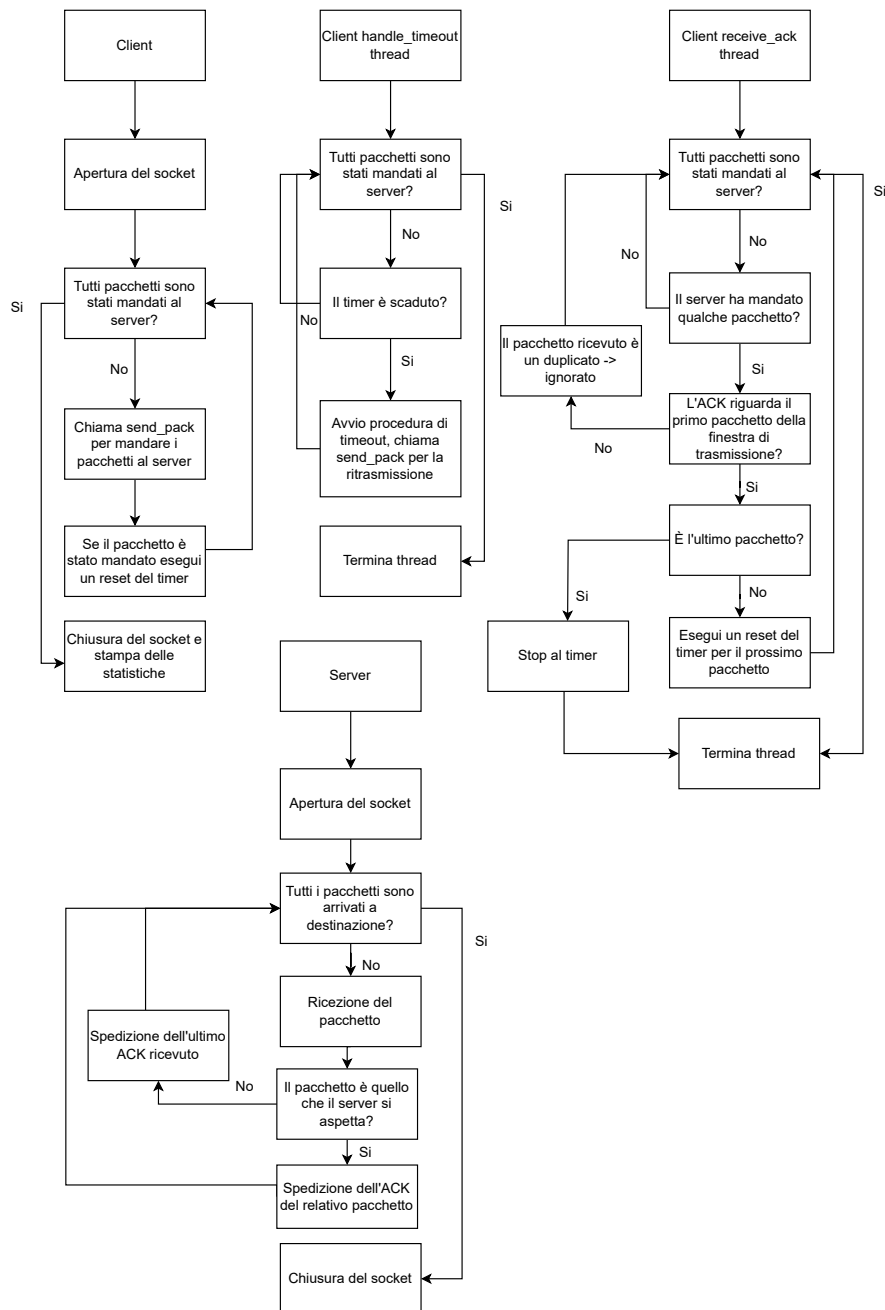 Client
Apertura del socket
Tutti pacchetti sono
stati mandati al
server?
Si
No
Chiama send_pack
per mandare i
pacchetti al server
Se il pacchetto è
stato mandato esegui
un reset del timer
Chiusura del socket e
stampa delle
statistiche
Client handle_timeout
thread
Tutti pacchetti sono
stati mandati al
server?
Si
No
Il timer è scaduto?
No
Si
Avvio procedura di
timeout, chiama
send_pack per la
ritrasmissione
Termina thread
Client receive_ack
thread
Tutti pacchetti sono
stati mandati al
server?
Si
No
No
Il server ha mandato
qualche pacchetto?
Il pacchetto ricevuto è
un duplicato ->
ignorato
Si
L'ACK riguarda il
primo pacchetto della
finestra di
trasmissione?
No
Si
È l'ultimo pacchetto?
Si
No
Stop al timer
Esegui un reset del
timer per il prossimo
pacchetto
Termina thread
Server
Apertura del socket
Tutti i pacchetti sono
arrivati a
destinazione?
Si
No
Ricezione del
pacchetto
Spedizione dell'ultimo
ACK ricevuto
No
Il pacchetto è quello
che il server si
aspetta?
Si
Spedizione dell'ACK
del relativo pacchetto
Chiusura del socket